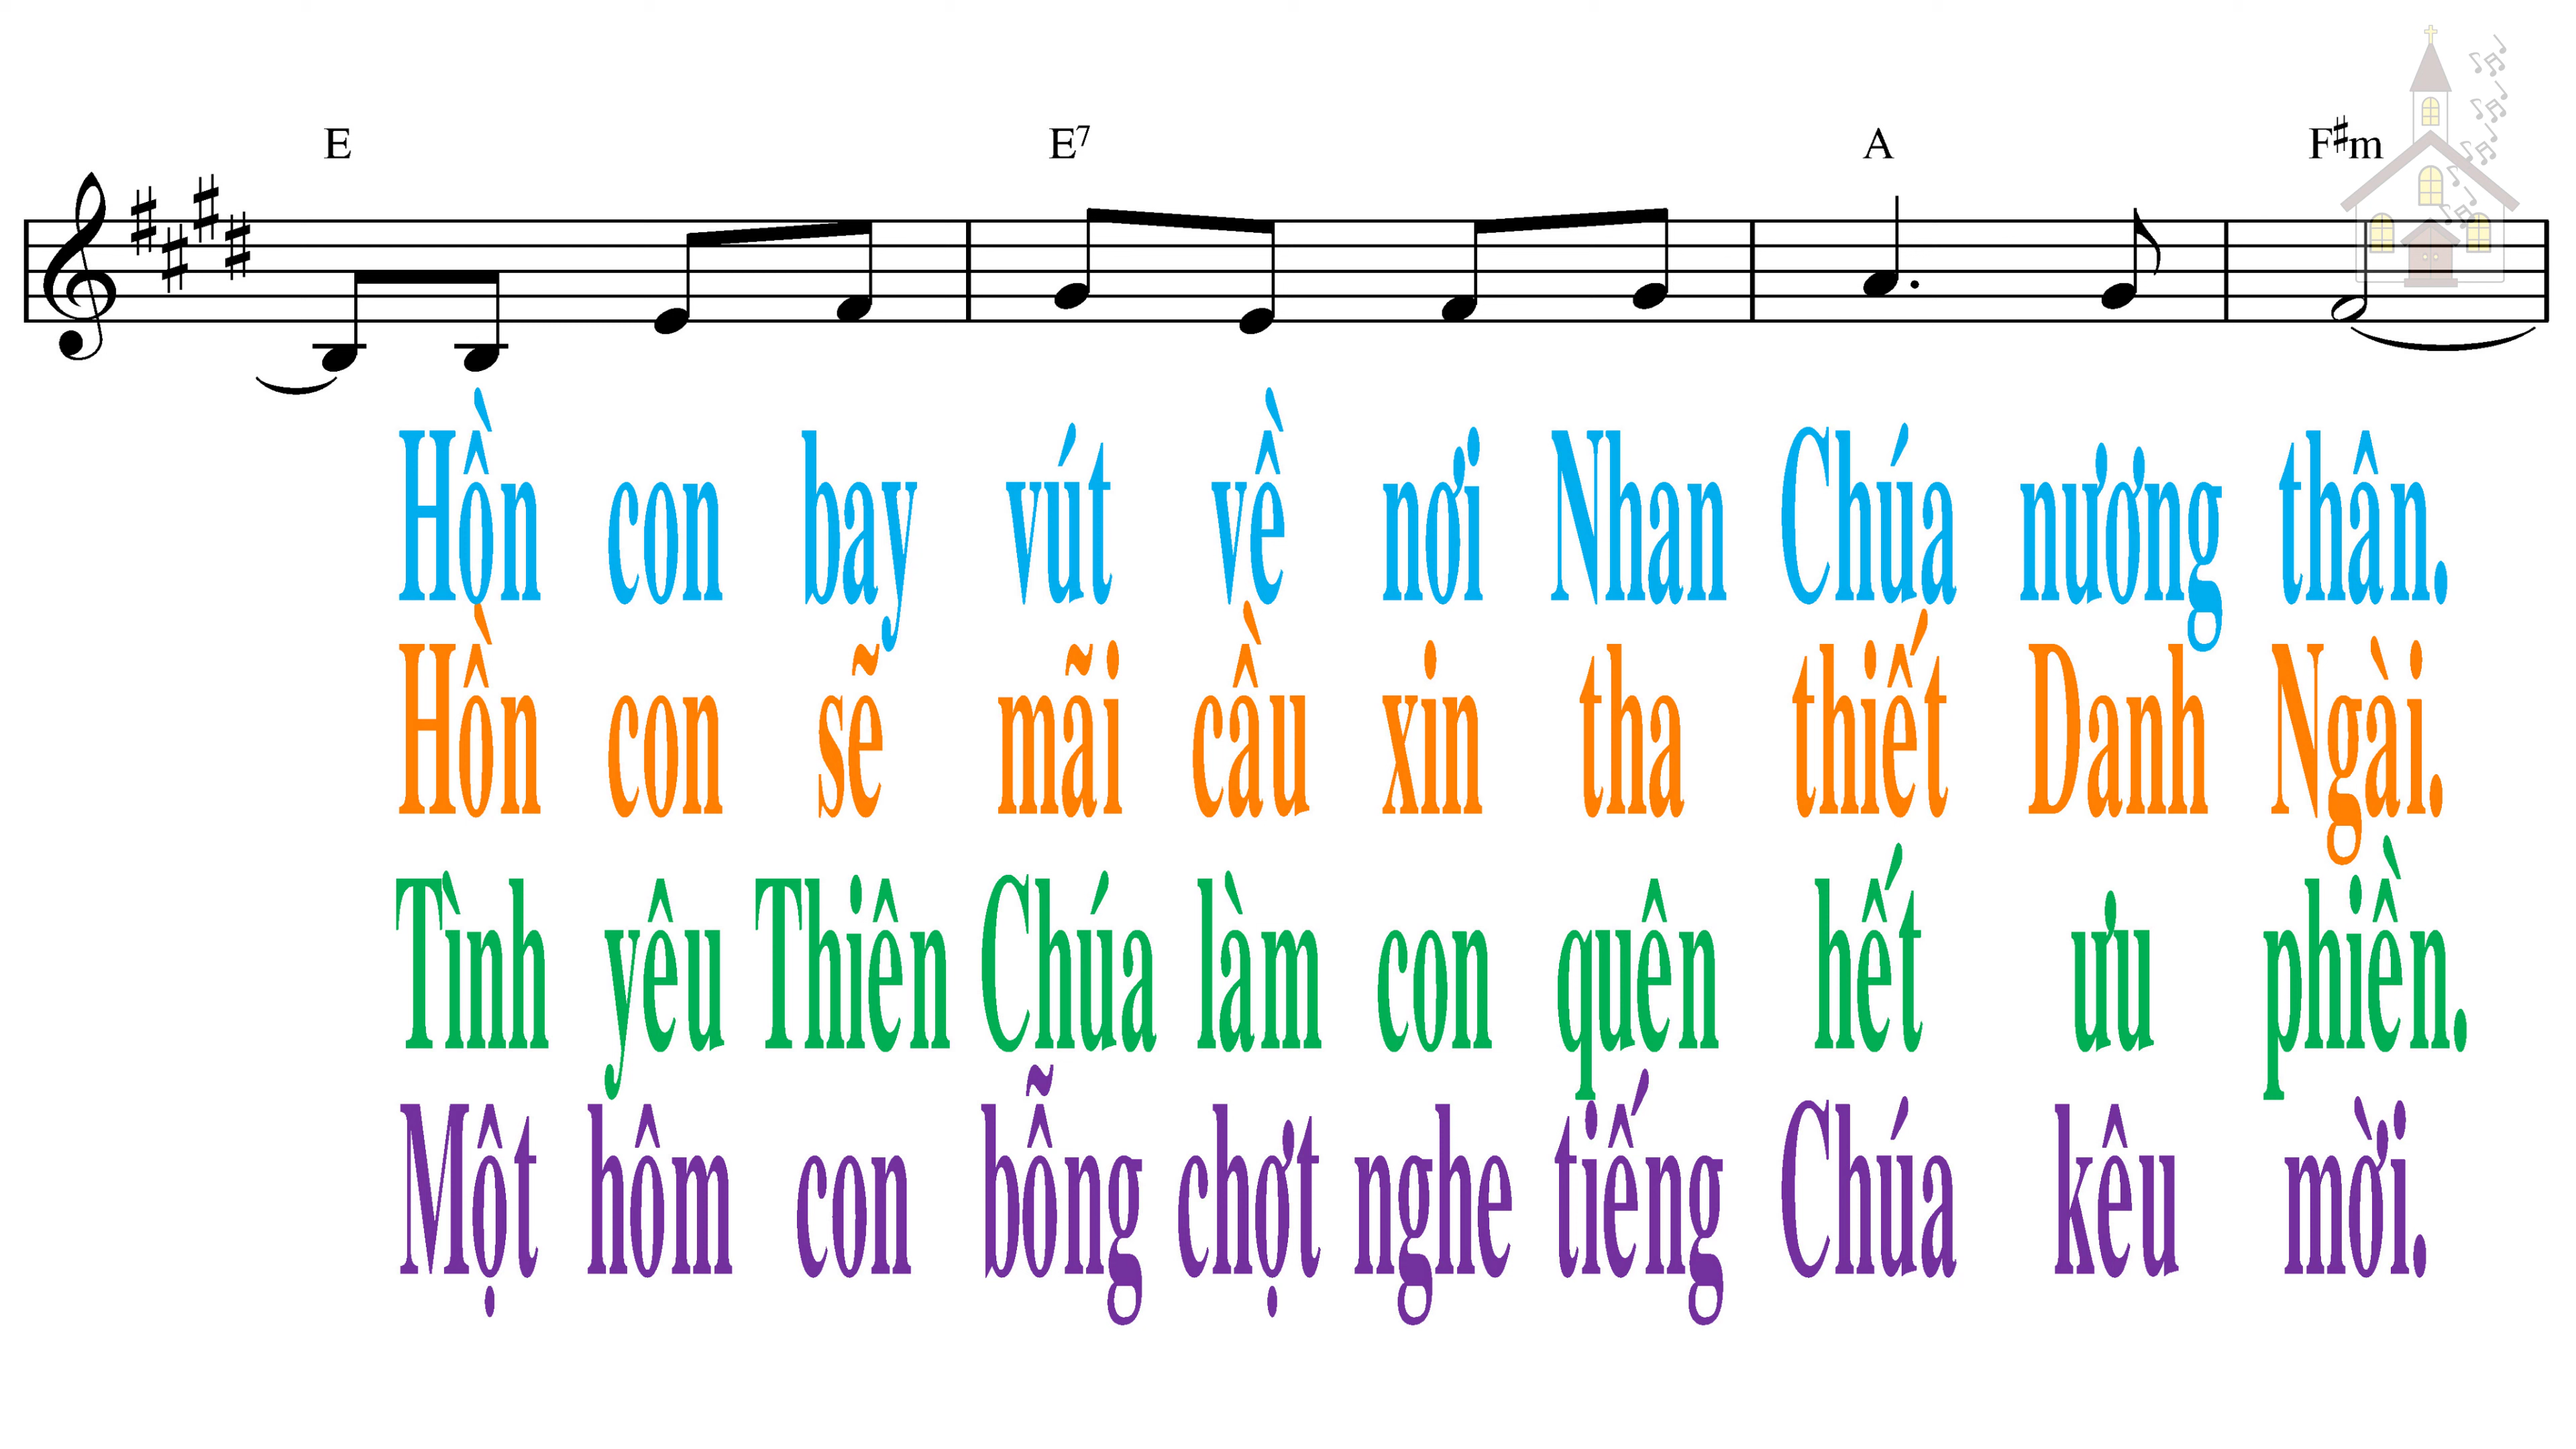 E E7 A F#m
Hồn con bay vút về nơi Nhan Chúa nương thân.
Hồn con sẽ mãi cầu xin tha thiết Danh Ngài.
Tình yêu Thiên Chúa làm con quên hết ưu phiền.
Một hôm con bỗng chợt nghe tiếng Chúa kêu mời.